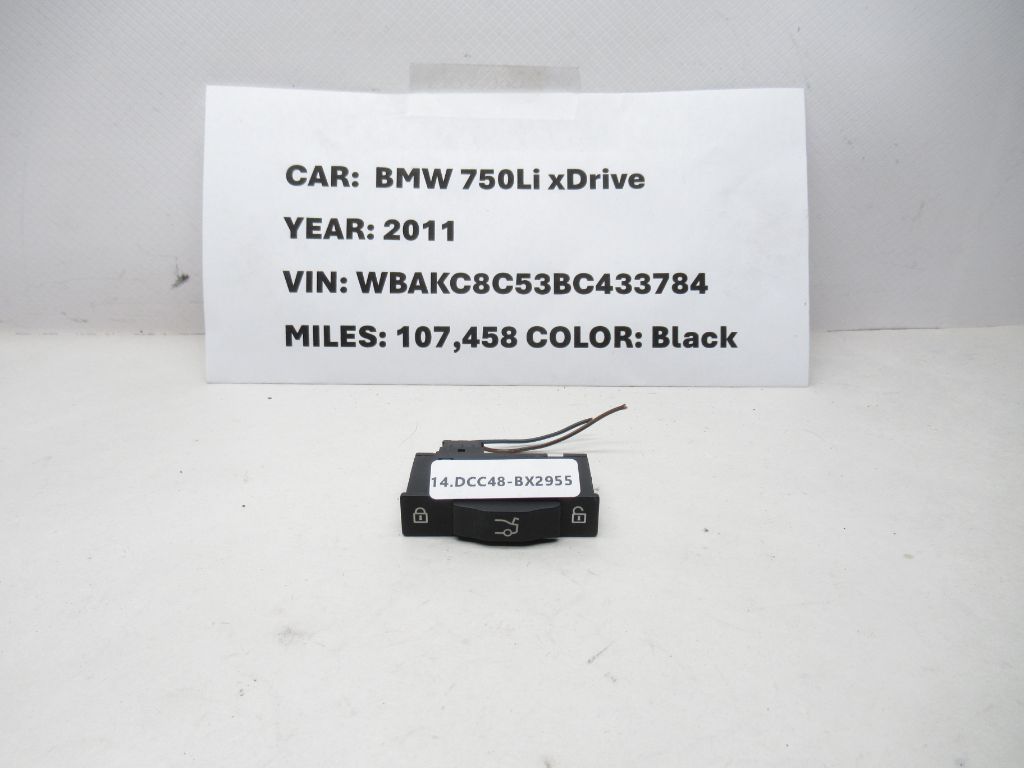 CAR: BMW 750Li xDrive
YEAR: 2011
VIN: WBAKC8C53BC433784
MILES: 107,458 COLOR: Black
14.DCC48-BX2955